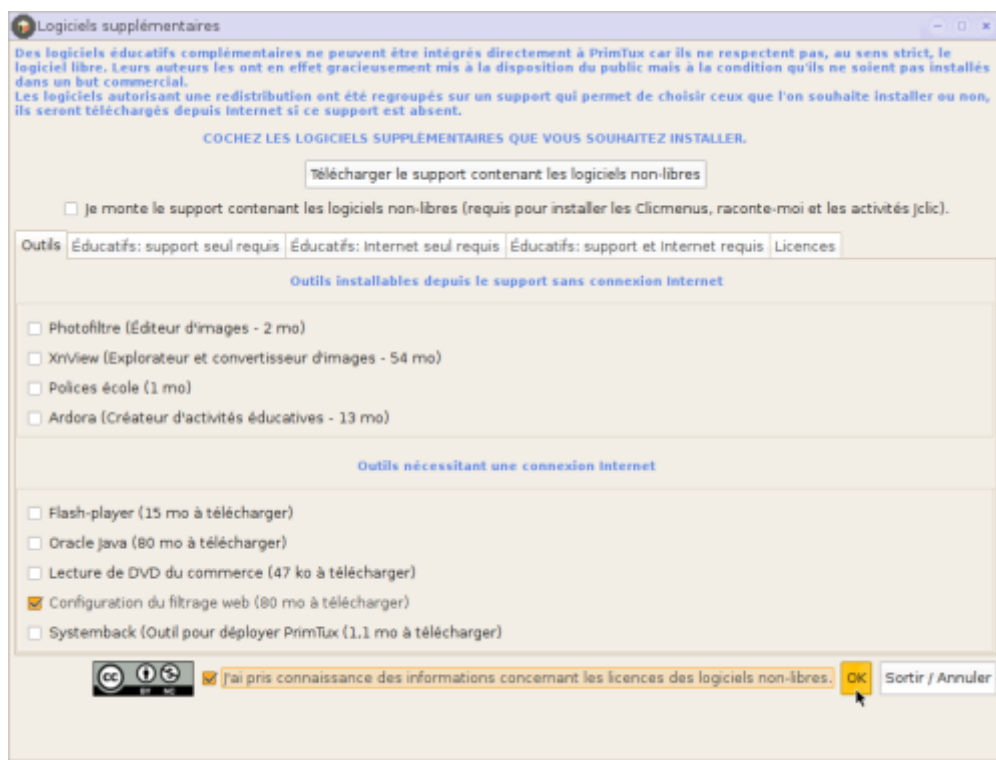 Logiciels supplémentaires
Des logiciels éducatifs complémentaires ne peuvent être intégrés directement à PrimTux car ils ne respectent pas, au sens strict, le
logiciel libre. Leurs auteurs les ont en effet gracieusement mis à la disposition du public mais à la condition qu'ils ne soient pas installés
dans un but commercial.
Les logiciels autorisant une redistribution ont été regroupés sur un support qui permet de choisir ceux que l'on souhaite installer ou non,
ils seront téléchargés depuis Internet si ce support est absent.
COCHEZ LES LOGICIELS SUPPLÉMENTAIRES QUE VOUS SOUHAITEZ INSTALLER.
Télécharger le support contenant les logiciels non-libres
Je monte le support contenant les logiciels non-libres (requis pour installer les Clicmenus, raconte-moi et les activités Jclic).
Outils Éducatifs: support seul requis Éducatifs: Internet seul requis Éducatifs: support et Internet requis Licences
Outils installables depuis le support sans connexion Internet
Photofiltre (Éditeur d'images - 2 mo)
XnView (Explorateur et convertisseur d'images - 54 mo)
Polices école (1 mo)
Ardora (Créateur d'activités éducatives - 13 mo)
Outils nécessitant une connexion Internet
Flash-player (15 mo à télécharger)
Oracle Java (80 mo à télécharger)
Lecture de DVD du commerce (47 ko à télécharger)
Configuration du filtrage web (80 mo à télécharger)
Systemback (Outil pour déployer PrimTux (1,1 mo à télécharger)
cc BY NC J'ai pris connaissance des informations concernant les licences des logiciels non-libres. OK Sortir / Annuler